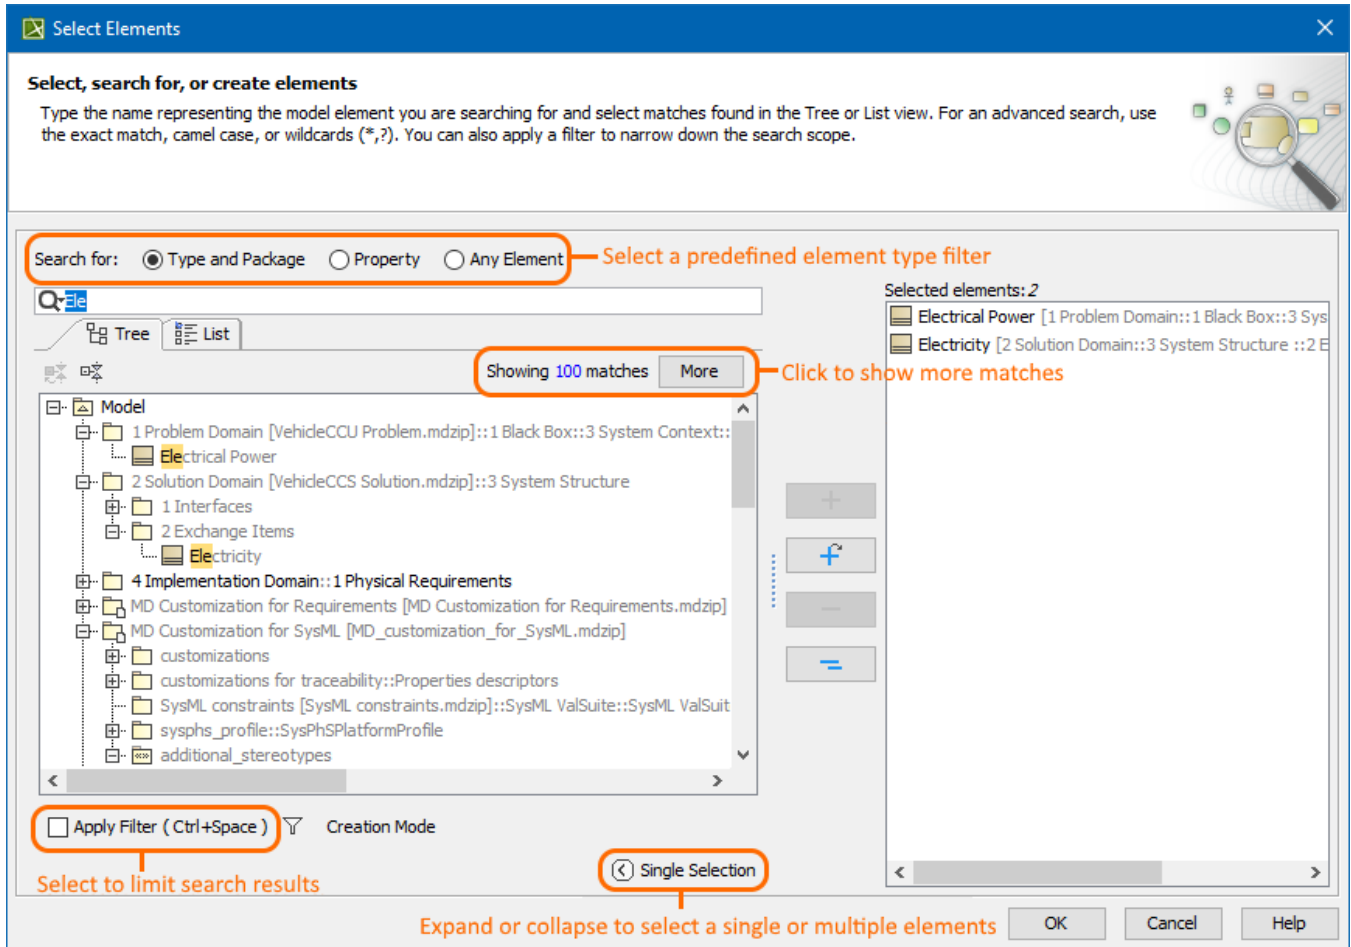 Select Elements
Select, search for, or create elements
Type the name representing the model element you are searching for and select matches found in the Tree or List view. For an advanced search, use
the exact match, camel case, or wildcards (*,?). You can also apply a filter to narrow down the search scope.
Search for: Type and Package Property Any Element
Select a predefined element type filter
Ele
Tree List
Showing 100 matches More
Click to show more matches
Model
1 Problem Domain [VehicleCCU Problem.mdzip]::1 Black Box::3 System Context::
Electrical Power
2 Solution Domain [VehicleCCS Solution.mdzip]::3 System Structure
1 Interfaces
2 Exchange Items
Electricity
4 Implementation Domain::1 Physical Requirements
MD Customization for Requirements [MD Customization for Requirements.mdzip]
MD Customization for SysML [MD_customization_for_SysML.mdzip]
customizations
customizations for traceability::Properties descriptors
SysML constraints [SysML constraints.mdzip]::SysML ValSuite::SysML ValSuit
sysphs_profile::SysPhSPlatformProfile
additional_stereotypes
Selected elements: 2
Electrical Power [1 Problem Domain::1 Black Box::3 Sys
Electricity [2 Solution Domain::3 System Structure ::2 E
Apply Filter ( Ctrl+Space ) Creation Mode
Select to limit search results
Single Selection
Expand or collapse to select a single or multiple elements
OK Cancel Help